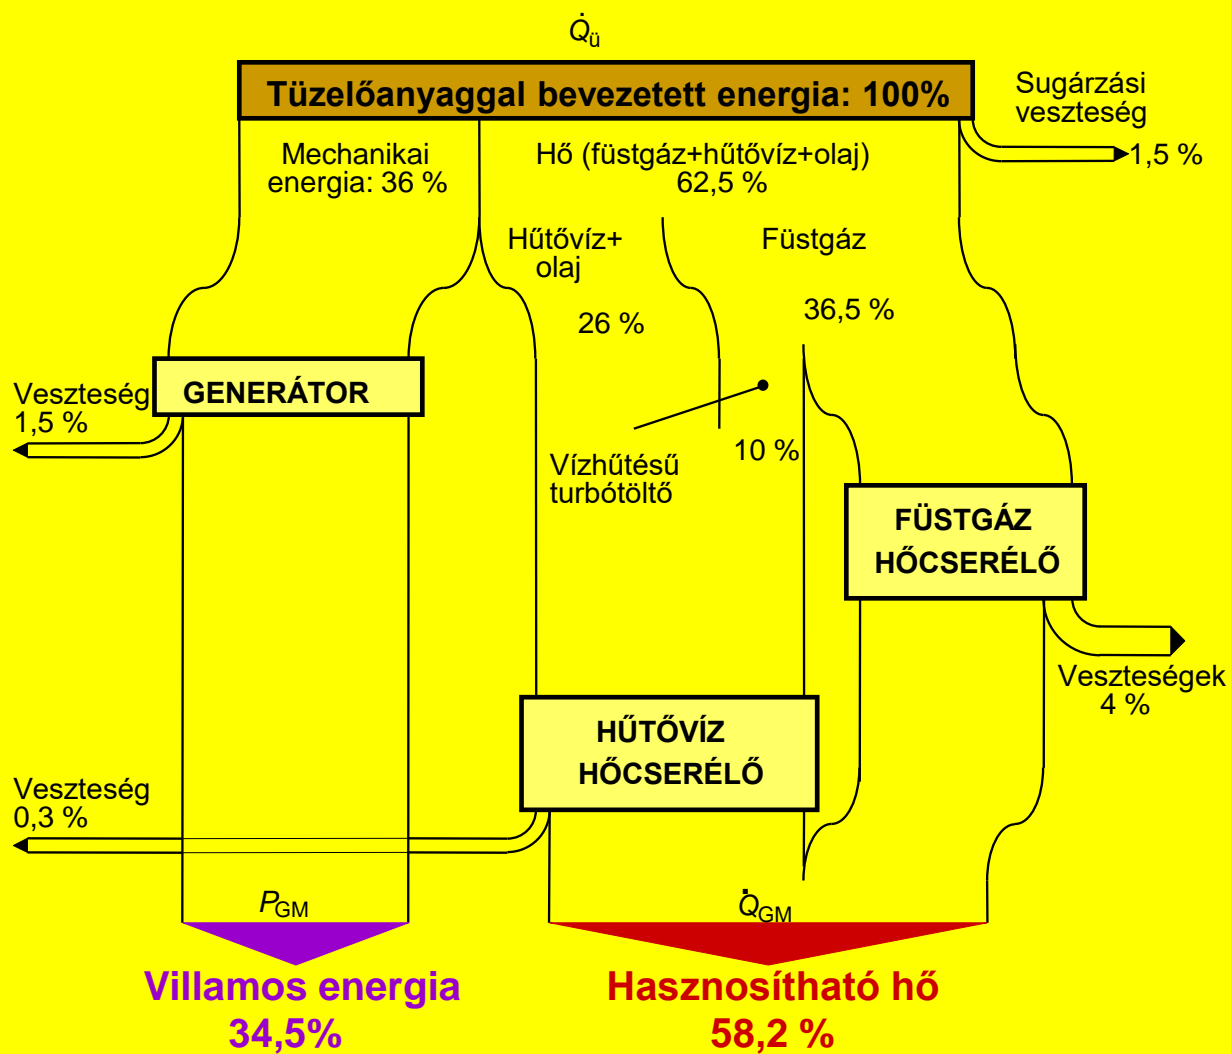 Q̇ü
Tüzelőanyaggal bevezetett energia: 100%
Sugárzási
veszteség
1,5 %
Mechanikai
energia: 36 %
Hő (füstgáz+hűtővíz+olaj)
62,5 %
Hűtővíz+
olaj
26 %
Füstgáz
36,5 %
Veszteség
1,5 %
GENERÁTOR
10 %
Vízhűtésű
turbótöltő
FÜSTGÁZ
HŐCSERÉLŐ
Veszteségek
4 %
HŰTŐVÍZ
HŐCSERÉLŐ
Veszteség
0,3 %
PGM
Q̇GM
Villamos energia
34,5%
Hasznosítható hő
58,2 %